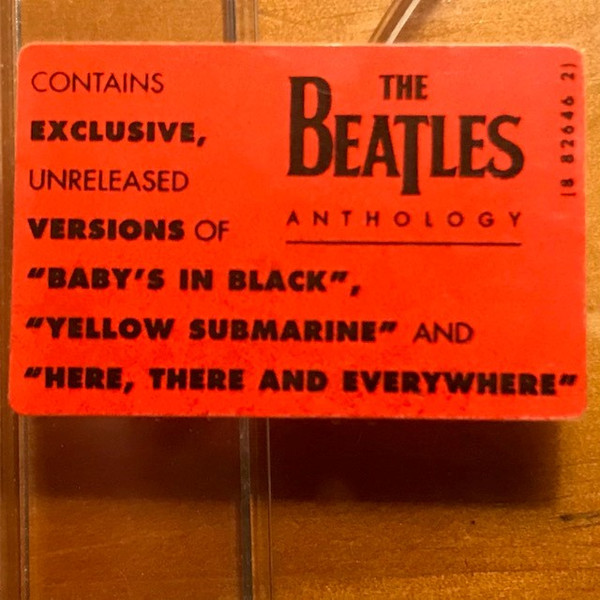 CONTAINS
EXCLUSIVE,
UNRELEASED
VERSIONS OF
"BABY'S IN BLACK",
"YELLOW SUBMARINE" AND
"HERE, THERE AND EVERYWHERE"
THE
BEATLES
ANTHOLOGY
(8 82646 2)